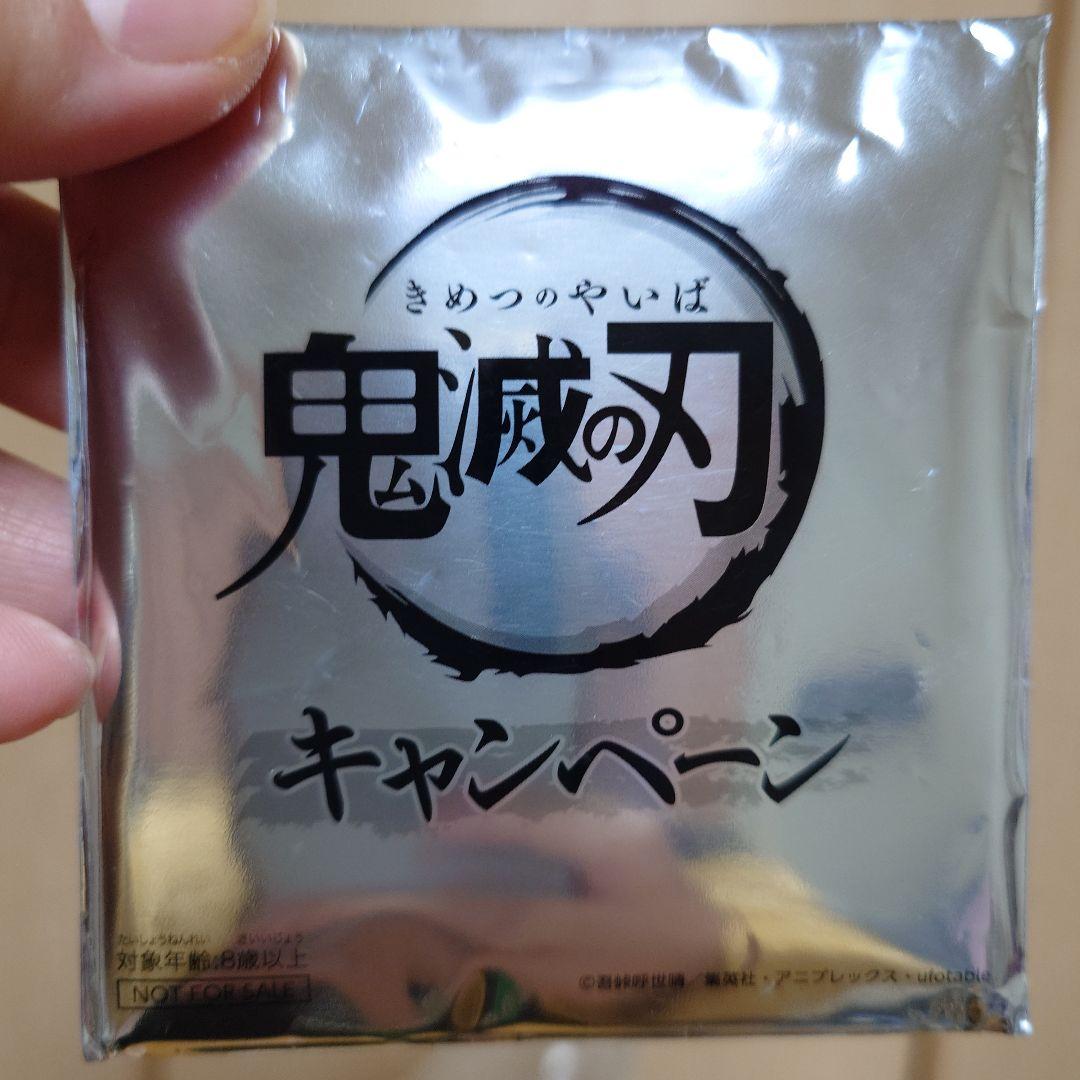 きめつのやいば
鬼滅の刃
キャンペーン
たいしょうねんれい さいいじょう
対象年齢:8歳以上
NOT FOR SALE
©吾峠呼世晴／集英社・アニプレックス・ufotable